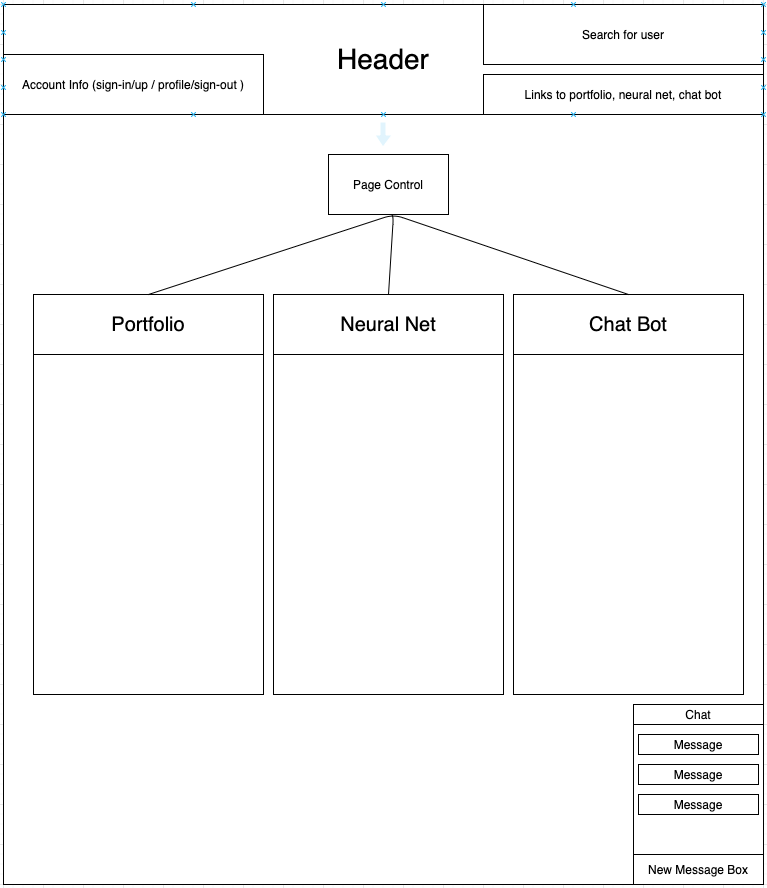 Header
Search for user
Account Info (sign-in/up / profile/sign-out )
Links to portfolio, neural net, chat bot
Page Control
Portfolio
Neural Net
Chat Bot
Chat
Message
Message
Message
New Message Box